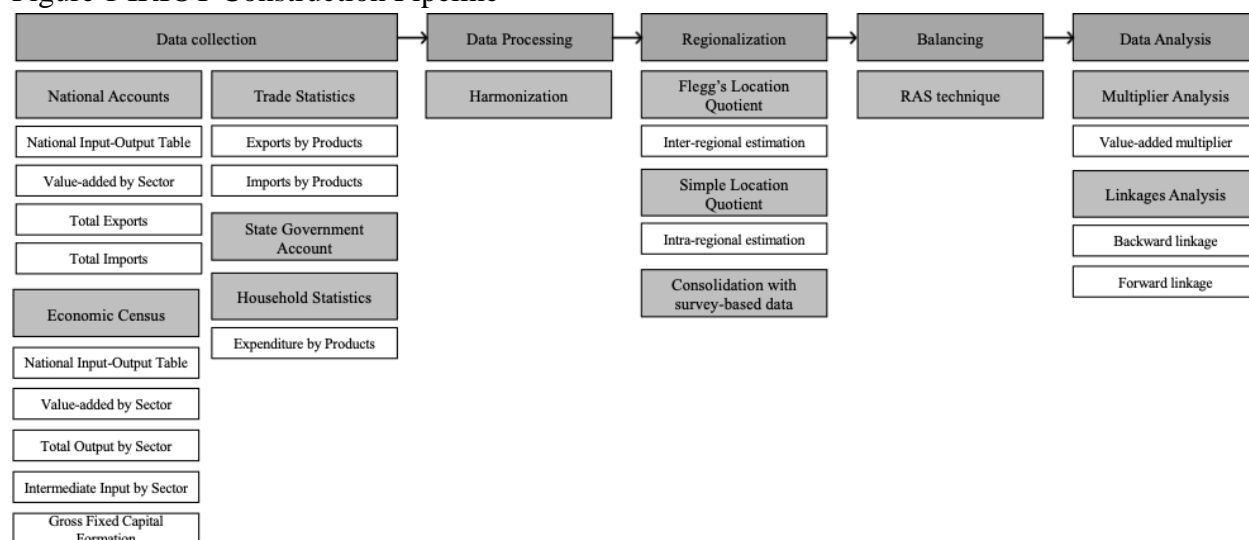 Data collection
Data Processing
Regionalization
Balancing
Data Analysis
National Accounts
National Input-Output Table
Value-added by Sector
Total Exports
Total Imports
Economic Census
National Input-Output Table
Value-added by Sector
Total Output by Sector
Intermediate Input by Sector
Gross Fixed Capital
Formation
Trade Statistics
Exports by Products
Imports by Products
State Government
Account
Household Statistics
Expenditure by Products
Harmonization
Flegg's Location
Quotient
Inter-regional estimation
Simple Location
Quotient
Intra-regional estimation
Consolidation with
survey-based data
RAS technique
Multiplier Analysis
Value-added multiplier
Linkages Analysis
Backward linkage
Forward linkage